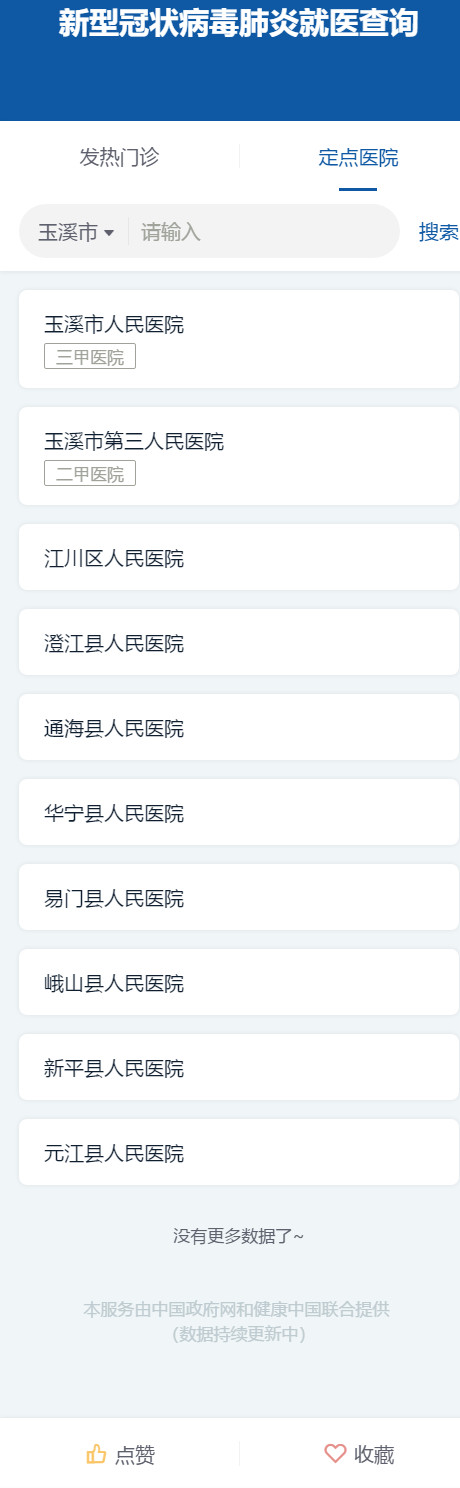 新型冠状病毒肺炎就医查询
发热门诊
定点医院
玉溪市 请输入 搜索
玉溪市人民医院
三甲医院
玉溪市第三人民医院
二甲医院
江川区人民医院
澄江县人民医院
通海县人民医院
华宁县人民医院
易门县人民医院
峨山县人民医院
新平县人民医院
元江县人民医院
没有更多数据了~
本服务由中国政府网和健康中国联合提供
(数据持续更新中)
点赞
收藏